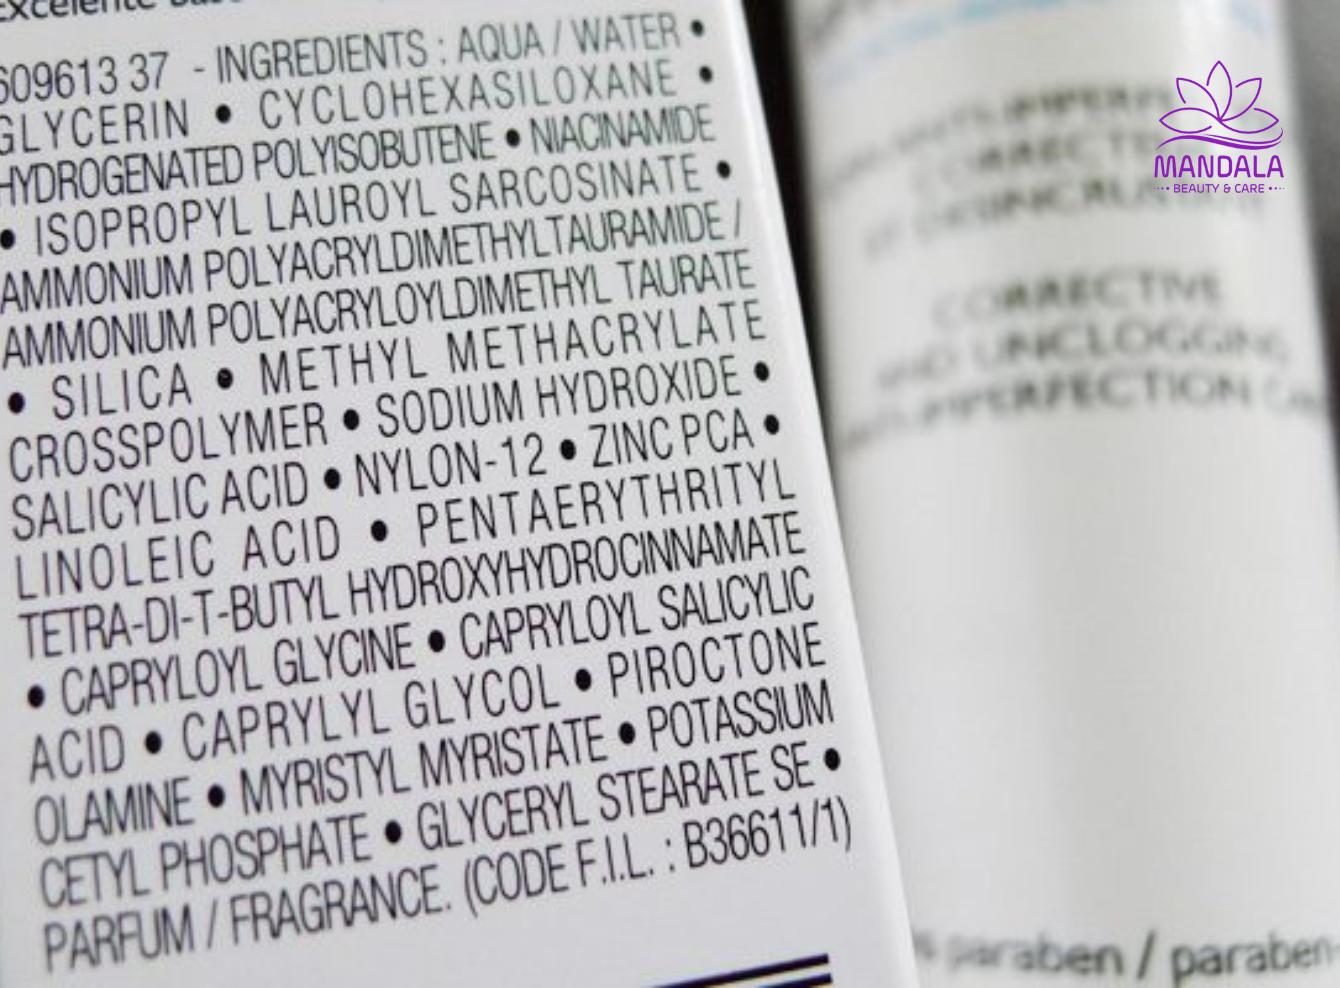 609613 37 - INGREDIENTS : AQUA / WATER •
GLYCERIN • CYCLOHEXASILOXANE •
HYDROGENATED POLYISOBUTENE • NIACINAMIDE
• ISOPROPYL LAUROYL SARCOSINATE •
AMMONIUM POLYACRYLDIMETHYLTAURAMIDE /
AMMONIUM POLYACRYLOYLDIMETHYL TAURATE
• SILICA • METHYL METHACRYLATE
CROSSPOLYMER • SODIUM HYDROXIDE •
SALICYLIC ACID • NYLON-12 • ZINC PCA •
LINOLEIC ACID • PENTAERYTHRITYL
TETRA-DI-T-BUTYL HYDROXYHYDROCINNAMATE
• CAPRYLOYL GLYCINE • CAPRYLOYL SALICYLIC
ACID • CAPRYLYL GLYCOL • PIROCTONE
OLAMINE • MYRISTYL MYRISTATE • POTASSIUM
CETYL PHOSPHATE • GLYCERYL STEARATE SE •
PARFUM / FRAGRANCE. (CODE F.I.L. : B36611/1)
MANDALA
BEAUTY & CARE
CORRECTIVE
AND UNCLOGGING
paraben / paraben